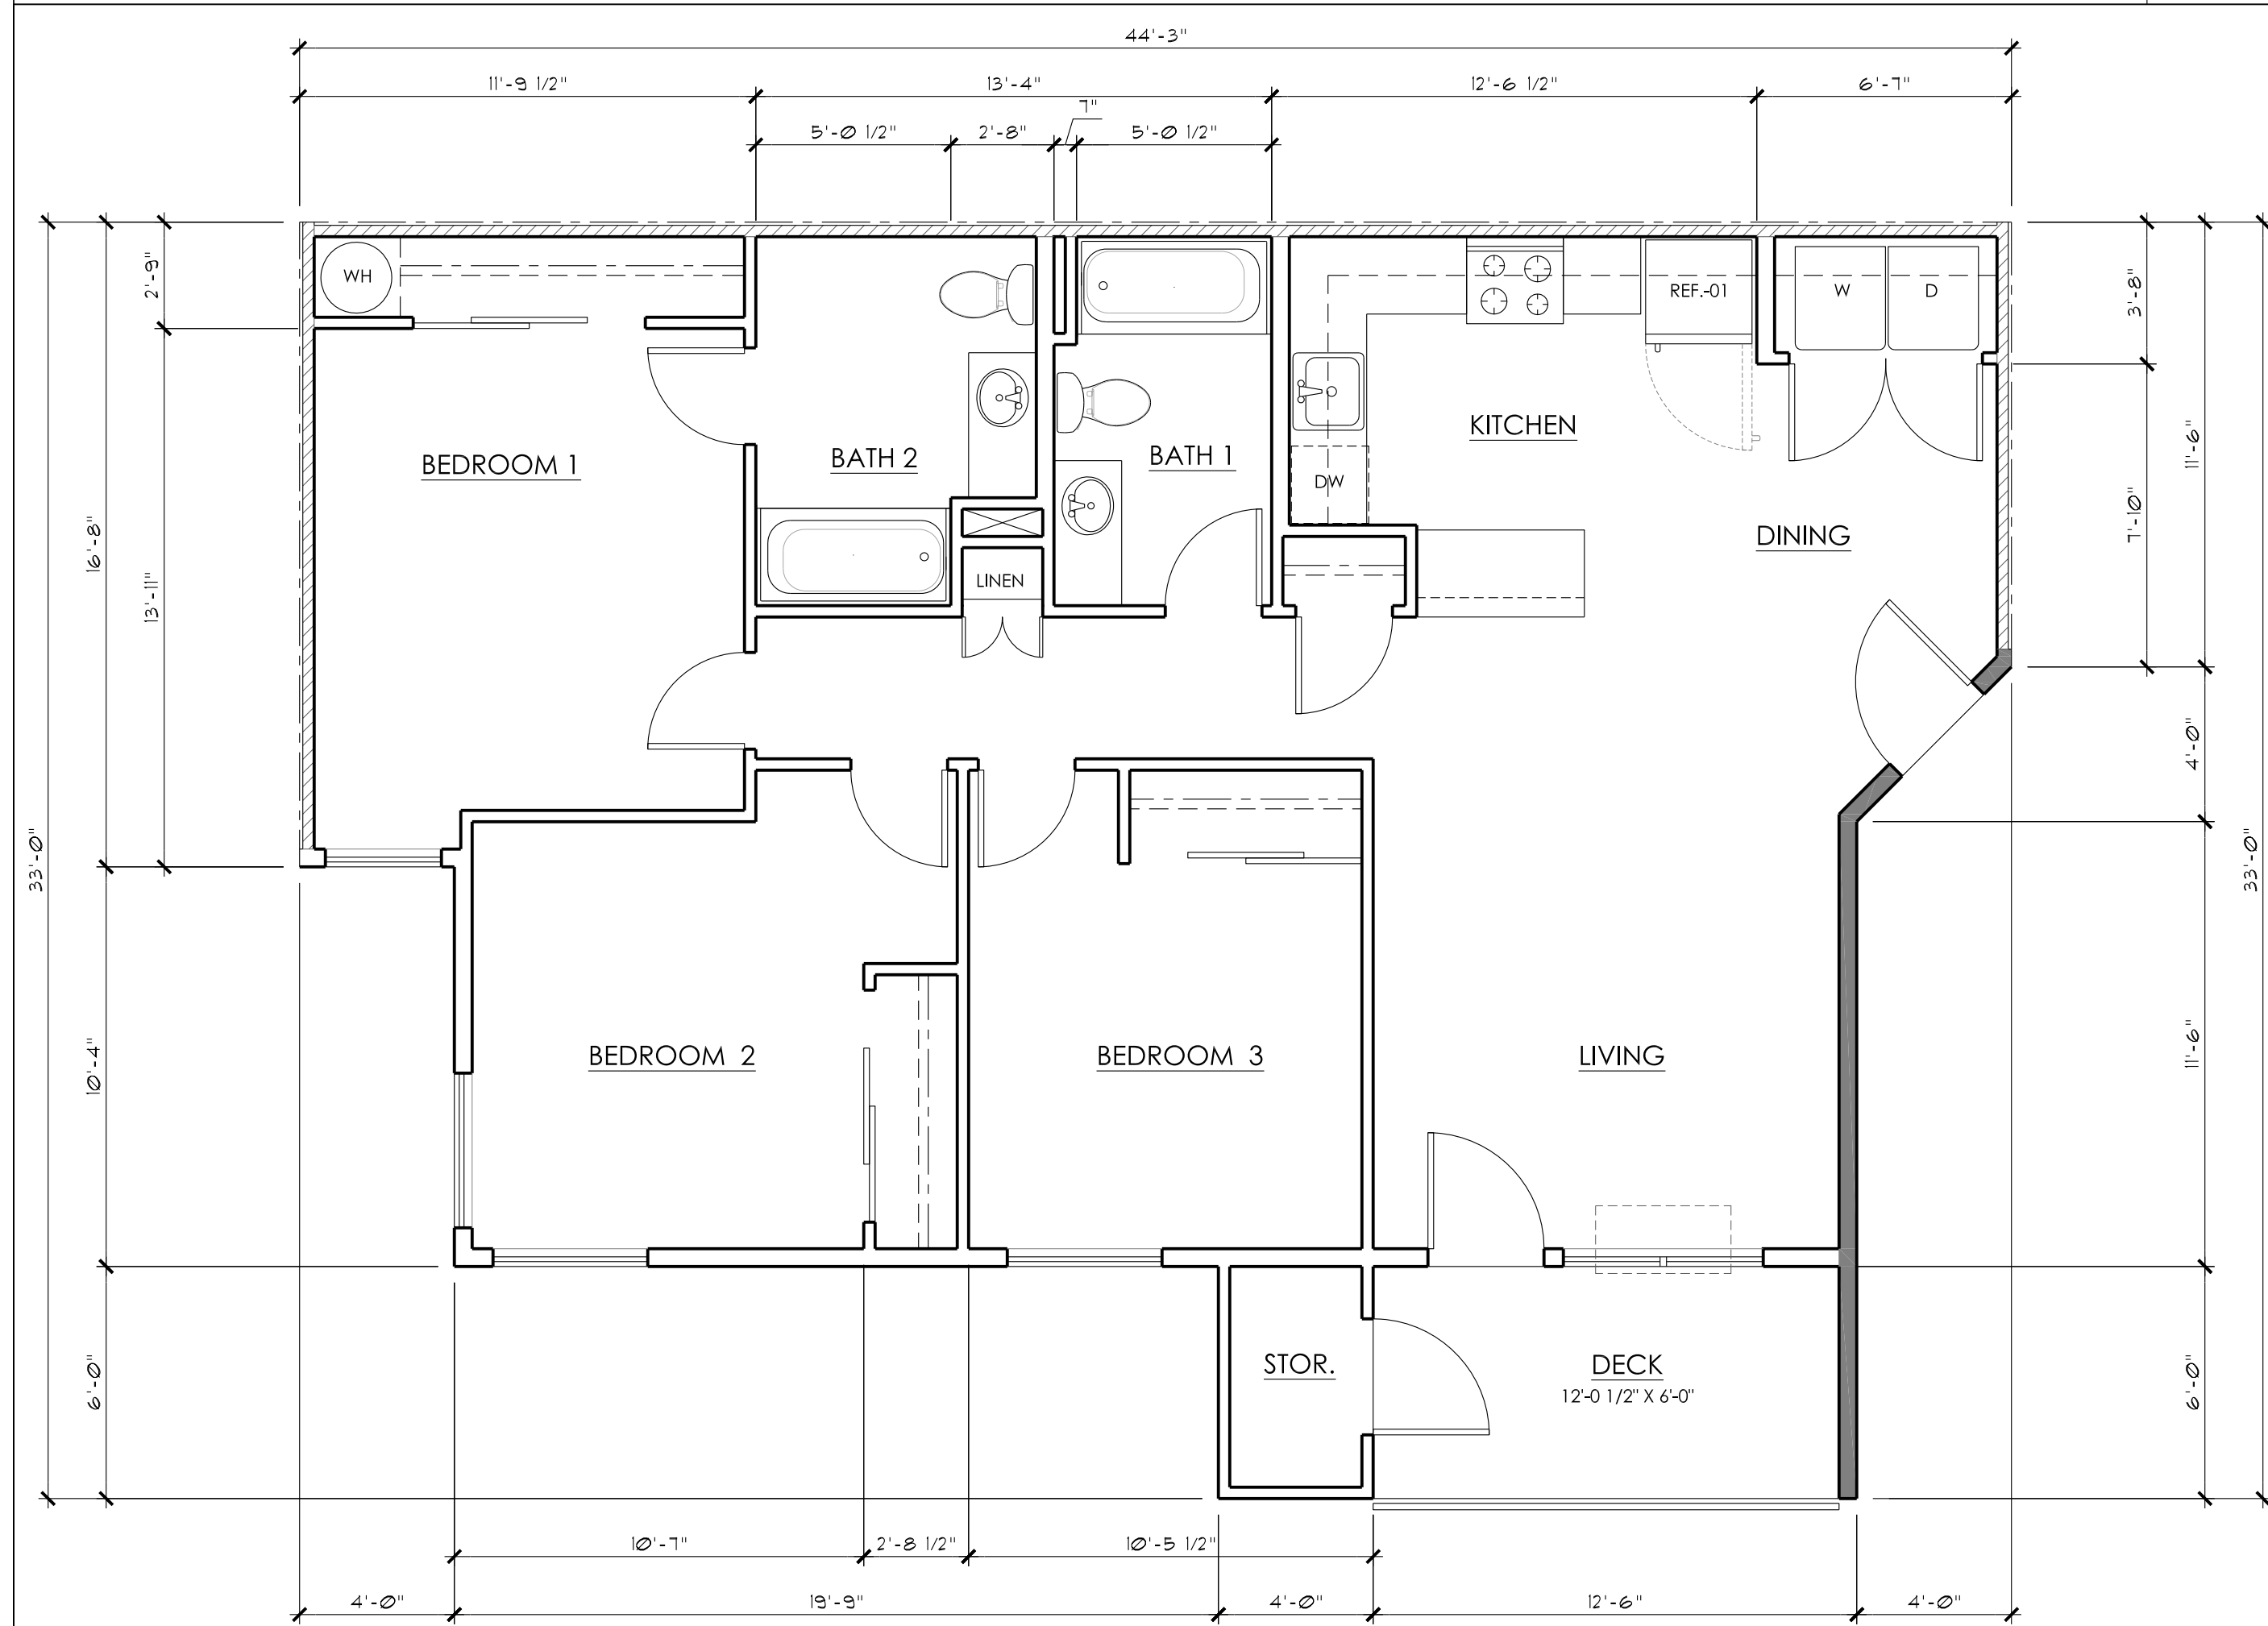 44'-3"
11'-9 1/2"
13'-4"
12'-6 1/2"
6'-7"
7"
5'-0 1/2"
2'-8"
5'-0 1/2"
2'-9"
WH
REF.-01
W
D
3'-8"
KITCHEN
11'-6"
BEDROOM 1
BATH 2
BATH 1
DW
16'-8"
DINING
7'-10"
13'-11"
LINEN
4'-0"
33'-0"
33'-0"
10'-4"
BEDROOM 2
BEDROOM 3
LIVING
11'-6"
6'-0"
STOR.
DECK
12'-0 1/2" X 6'-0"
6'-0"
10'-7"
2'-8 1/2"
10'-5 1/2"
4'-0"
19'-9"
4'-0"
12'-6"
4'-0"